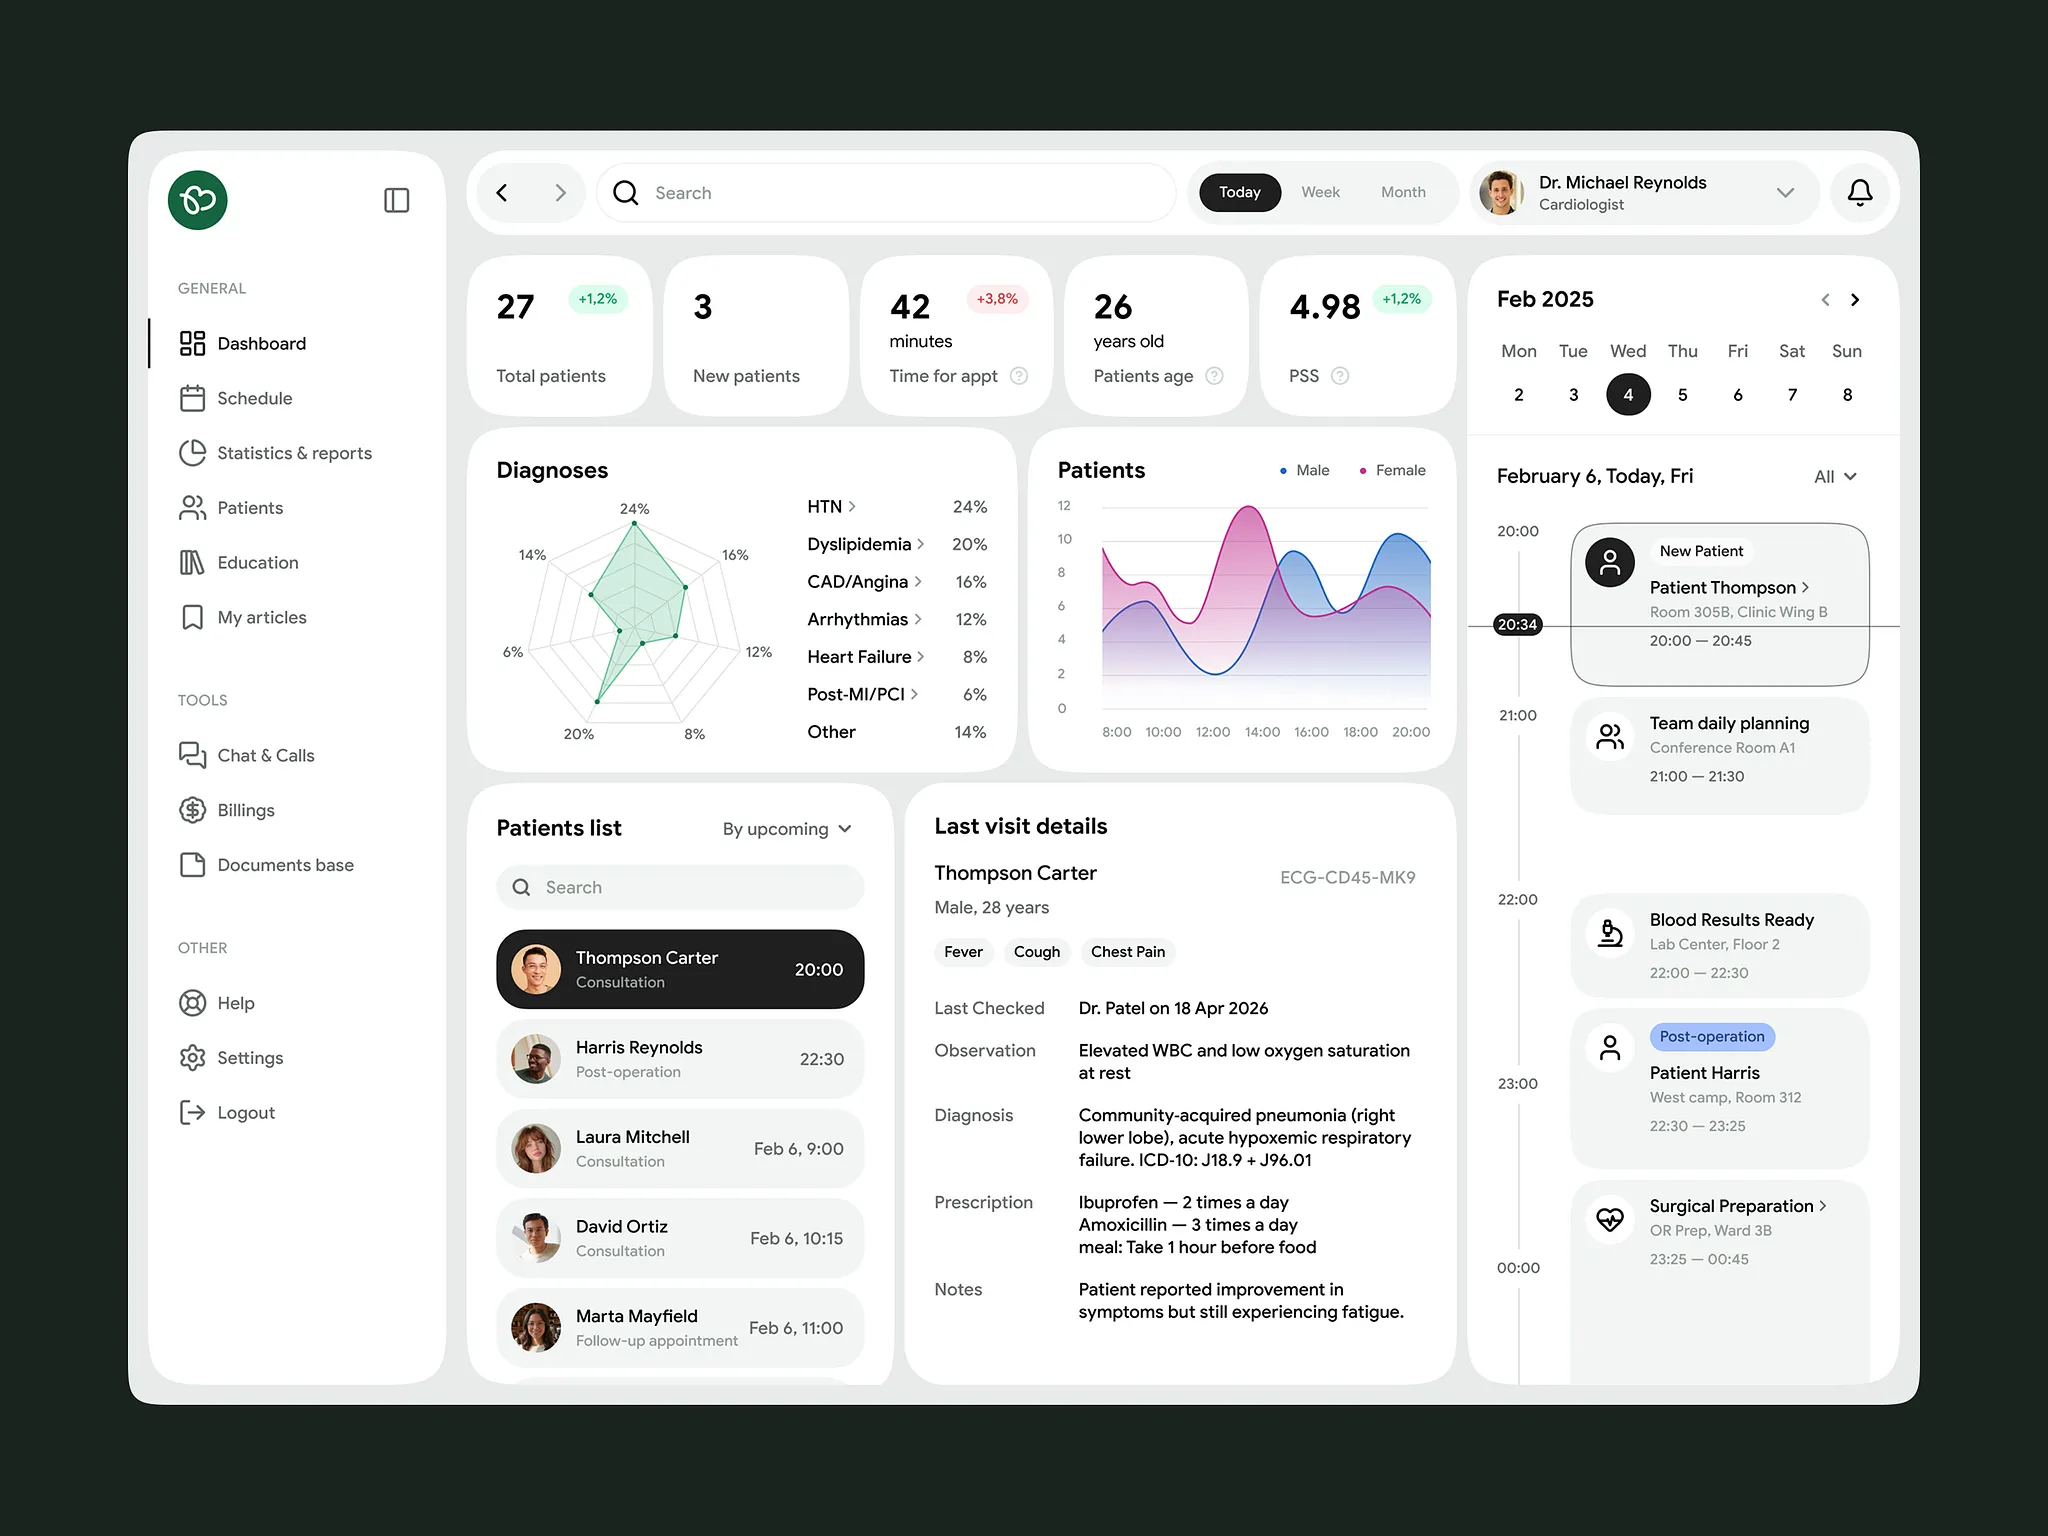 GENERAL
Dashboard
Schedule
Statistics & reports
Patients
Education
My articles
TOOLS
Chat & Calls
Billings
Documents base
OTHER
Help
Settings
Logout
Search
Today
Week
Month
Dr. Michael Reynolds
Cardiologist
27
+1,2%
Total patients
3
New patients
42
+3,8%
minutes
Time for appt
26
years old
Patients age
4.98
+1,2%
PSS
Diagnoses
24%
16%
12%
8%
20%
6%
14%
HTN 24%
Dyslipidemia 20%
CAD/Angina 16%
Arrhythmias 12%
Heart Failure 8%
Post-MI/PCI 6%
Other 14%
Patients
Male
Female
12
10
8
6
4
2
0
8:00 10:00 12:00 14:00 16:00 18:00 20:00
Patients list
By upcoming
Search
Thompson Carter
Consultation
20:00
Harris Reynolds
Post-operation
22:30
Laura Mitchell
Consultation
Feb 6, 9:00
David Ortiz
Consultation
Feb 6, 10:15
Marta Mayfield
Follow-up appointment
Feb 6, 11:00
Last visit details
Thompson Carter
ECG-CD45-MK9
Male, 28 years
Fever
Cough
Chest Pain
Last Checked
Dr. Patel on 18 Apr 2026
Observation
Elevated WBC and low oxygen saturation
at rest
Diagnosis
Community-acquired pneumonia (right
lower lobe), acute hypoxemic respiratory
failure. ICD-10: J18.9 + J96.01
Prescription
Ibuprofen — 2 times a day
Amoxicillin — 3 times a day
meal: Take 1 hour before food
Notes
Patient reported improvement in
symptoms but still experiencing fatigue.
Feb 2025
Mon Tue Wed Thu Fri Sat Sun
2 3 4 5 6 7 8
February 6, Today, Fri
All
20:00
New Patient
Patient Thompson
Room 305B, Clinic Wing B
20:34
20:00 — 20:45
21:00
Team daily planning
Conference Room A1
21:00 — 21:30
22:00
Blood Results Ready
Lab Center, Floor 2
22:00 — 22:30
Post-operation
23:00
Patient Harris
West camp, Room 312
22:30 — 23:25
Surgical Preparation
OR Prep, Ward 3B
23:25 — 00:45
00:00